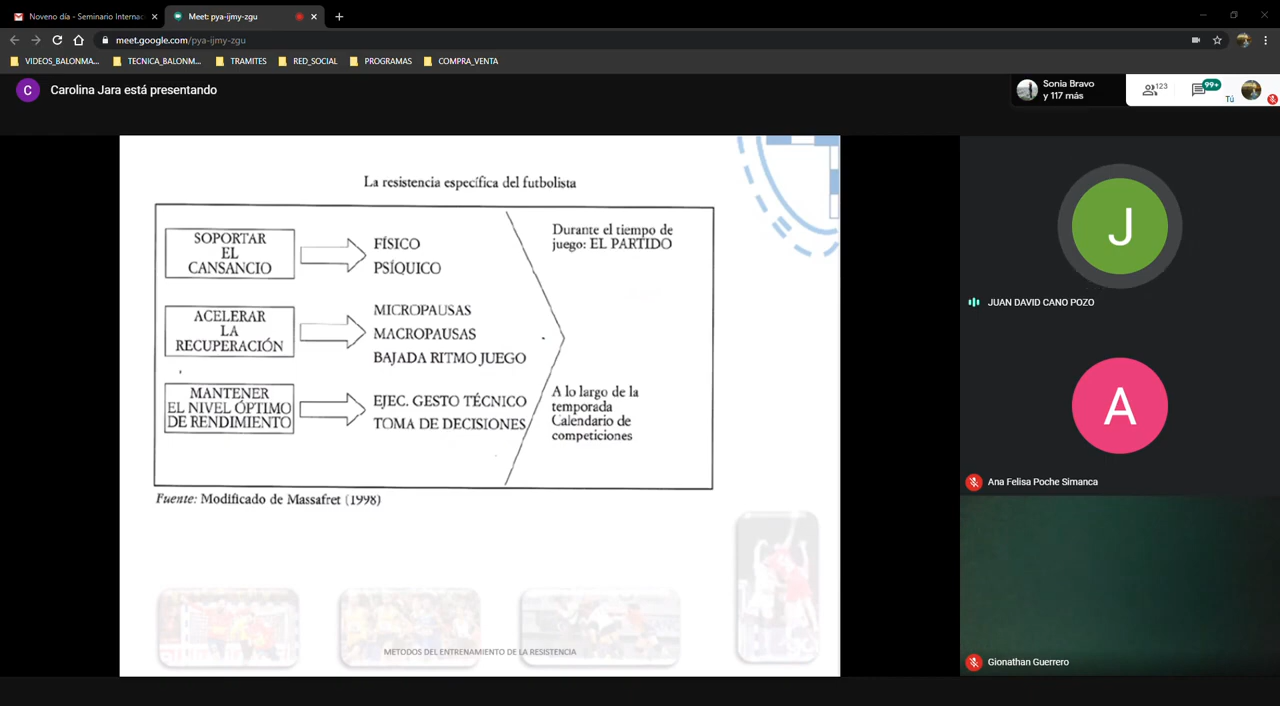 Noveno día - Seminario Internac
Meet: pya-ijmy-zgu
meet.google.com/pya-ijmy-zgu
VIDEOS_BALONMA...
TECNICA_BALONM...
TRAMITES
RED_SOCIAL
PROGRAMAS
COMPRA_VENTA
C
Carolina Jara está presentando
Sonia Bravo
y 117 más
123
99+
Tú
La resistencia específica del futbolista
SOPORTAR
EL
CANSANCIO
FÍSICO
PSÍQUICO
Durante el tiempo de
juego: EL PARTIDO
ACELERAR
LA
RECUPERACIÓN
MICROPAUSAS
MACROPAUSAS
BAJADA RITMO JUEGO
MANTENER
EL NIVEL ÓPTIMO
DE RENDIMIENTO
EJEC. GESTO TÉCNICO
TOMA DE DECISIONES
A lo largo de la
temporada
Calendario de
competiciones
Fuente: Modificado de Massafret (1998)
METODOS DEL ENTRENAMIENTO DE LA RESISTENCIA
J
JUAN DAVID CANO POZO
A
Ana Felisa Poche Simanca
Gionathan Guerrero